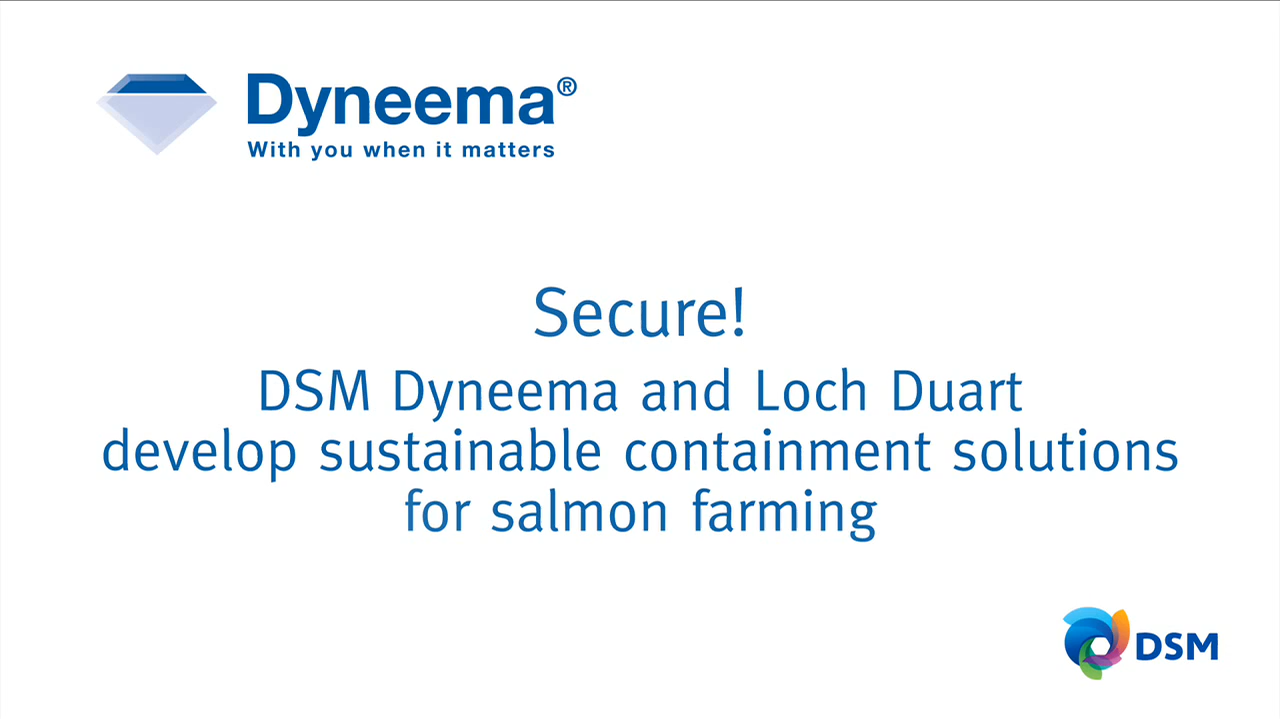 Dyneema®
With you when it matters
Secure!
DSM Dyneema and Loch Duart
develop sustainable containment solutions
for salmon farming
DSM